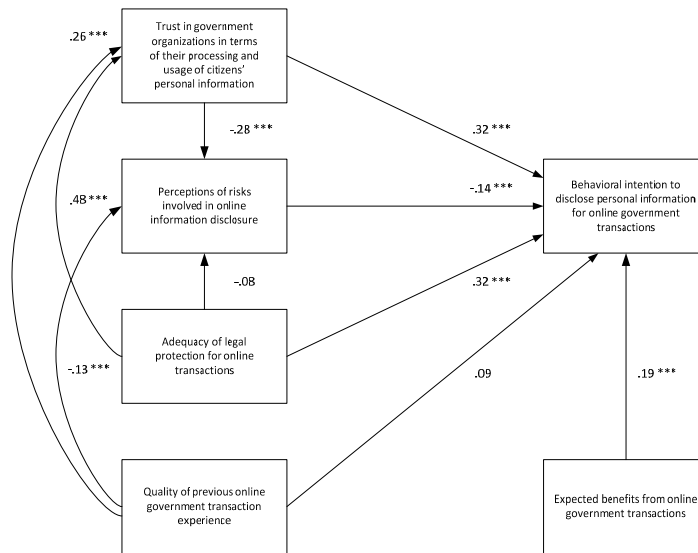 .26 ***
Trust in government
organizations in terms
of their processing and
usage of citizens'
personal information
-.28 ***
.32 ***
.48 ***
Perceptions of risks
involved in online
information disclosure
-.14 ***
Behavioral intention to
disclose personal information
for online government
transactions
-.08
.32 ***
Adequacy of legal
protection for online
transactions
-.13 ***
.09
.19 ***
Quality of previous online
government transaction
experience
Expected benefits from online
government transactions